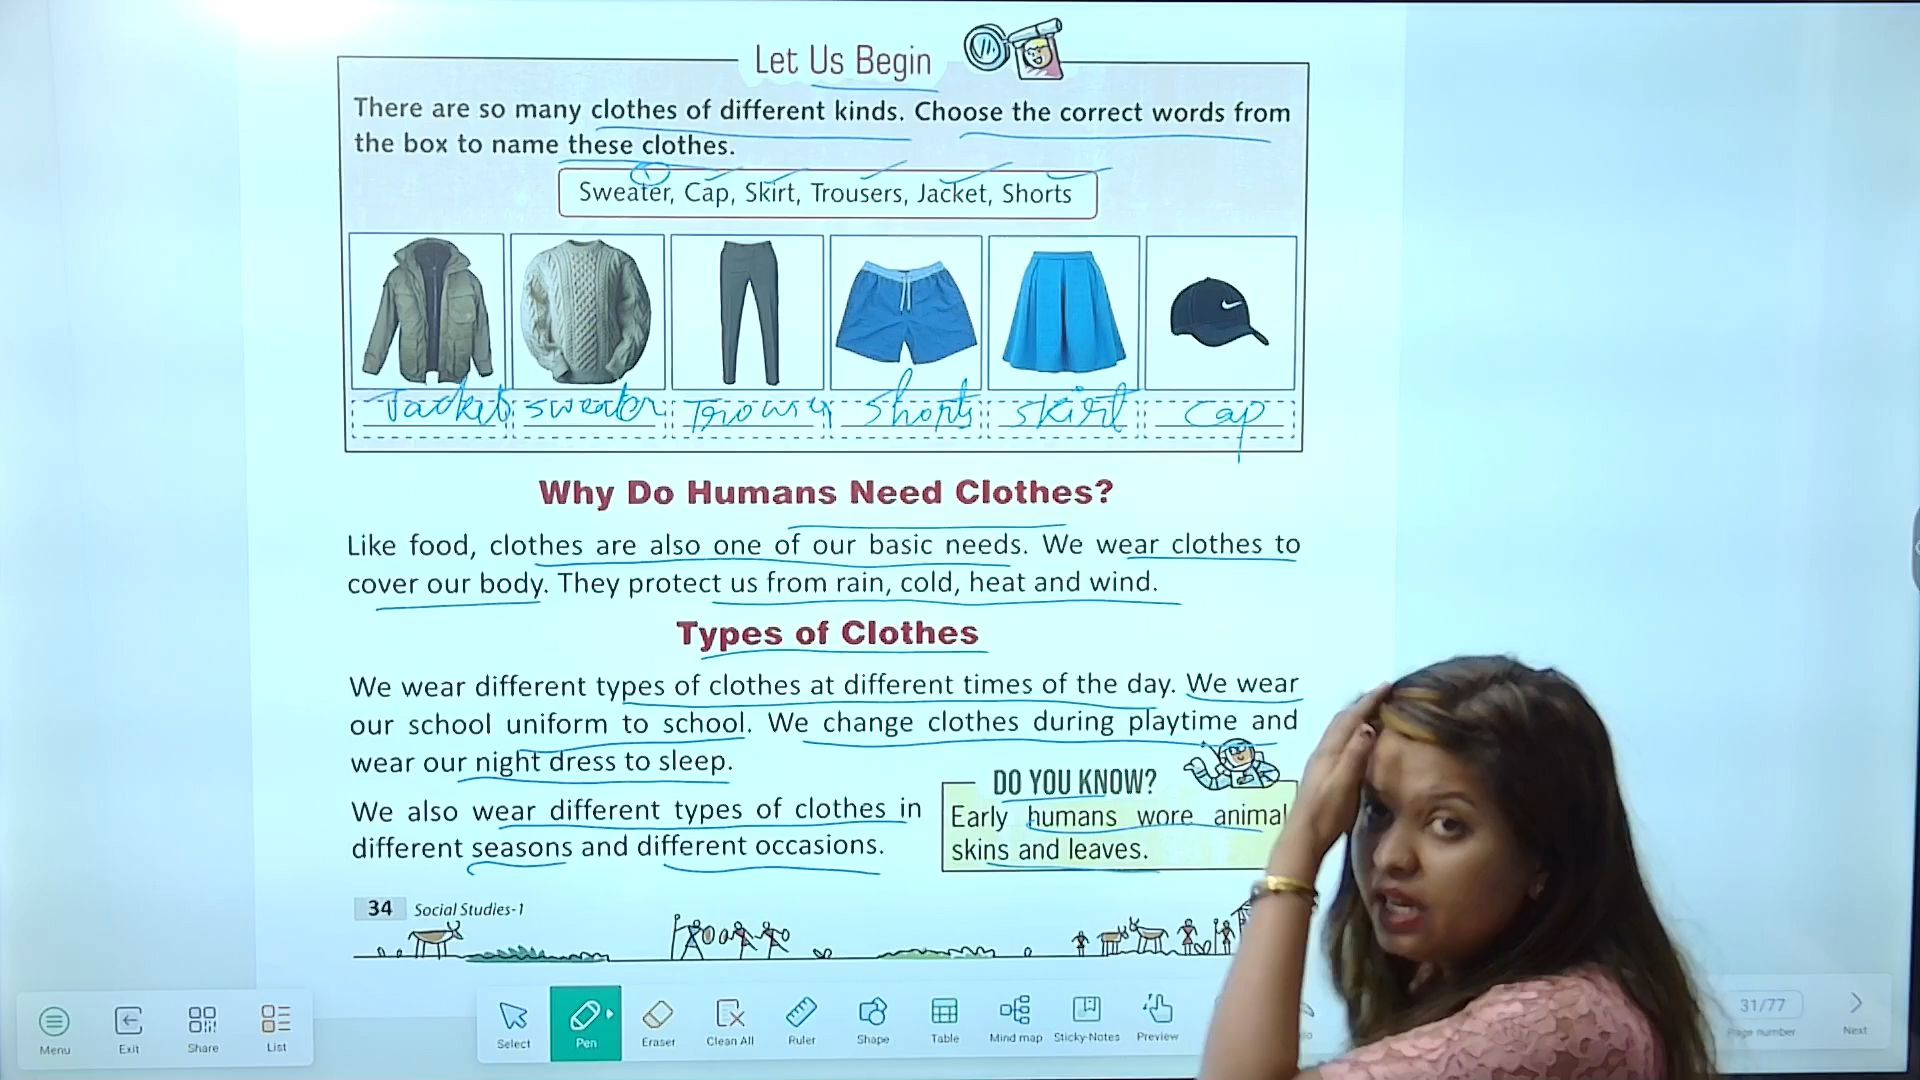 Let Us Begin
There are so many clothes of different kinds. Choose the correct words from
the box to name these clothes.
Sweater, Cap, Skirt, Trousers, Jacket, Shorts
Jacket sweater Shorts skirt Cap
Why Do Humans Need Clothes?
Like food, clothes are also one of our basic needs. We wear clothes to
cover our body. They protect us from rain, cold, heat and wind.
Types of Clothes
We wear different types of clothes at different times of the day. We wear
our school uniform to school. We change clothes during playtime and
wear our night dress to sleep.
We also wear different types of clothes in
different seasons and different occasions.
DO YOU KNOW?
Early humans wore animal
skins and leaves.
34 Social Studies-1
Menu Exit Share List Select Pen Eraser Clean All Ruler Shape Table Mind map Sticky-Notes Preview
31/77
Page number Next